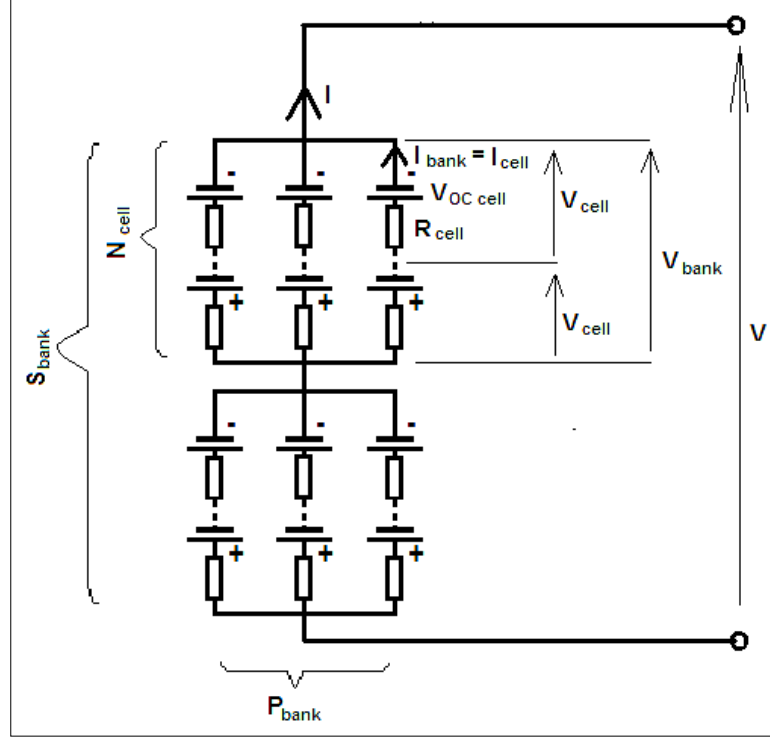 I
I bank = I cell
- - -
V OC cell
V cell
N cell
R cell
V bank
+ + +
V cell
V
S bank
- - -
+ + +
P bank